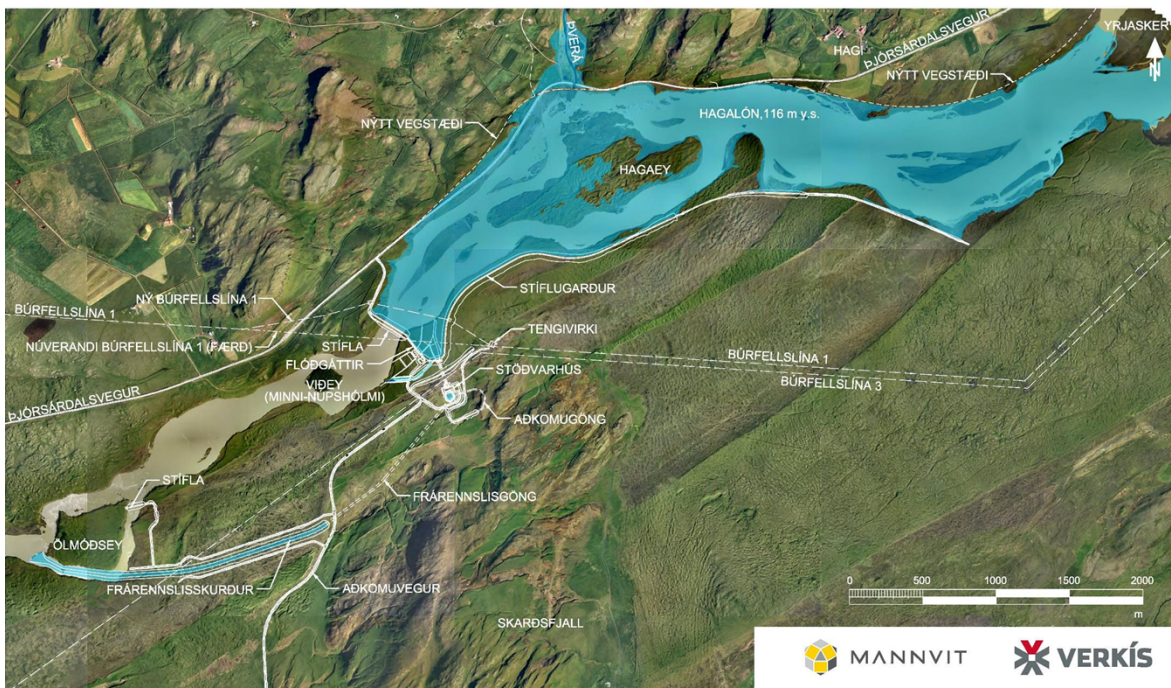 YRJASKER
N
ÞVERÁ
HAGI
ÞJÓRSÁRDALSVEGUR
NÝTT VEGSTÆÐI
HAGALÓN,116 m y.s.
NÝTT VEGSTÆÐI
HAGAEY
STÍFLUGARÐUR
NÝ BÚRFELLSLÍNA 1
BÚRFELLSLÍNA 1
TENGIVIRKI
NÚVERANDI BÚRFELLSLÍNA 1 (FÆRÐ)
STÍFLA
FLÓÐGÁTTIR
BÚRFELLSLÍNA 1
STÖÐVARHÚS
BÚRFELLSLÍNA 3
VIÐEY
(MINNI-NÚPSHÓLMI)
ÞJÓRSÁRDALSVEGUR
AÐKOMUGÖNG
STÍFLA
FRÁRENNSLISGÖNG
ÖLMÓÐSEY
FRÁRENNSLISSKURÐUR
AÐKOMUVEGUR
SKARÐSFJALL
0 500 1000 1500 2000
m
MANNVIT
VERKÍS